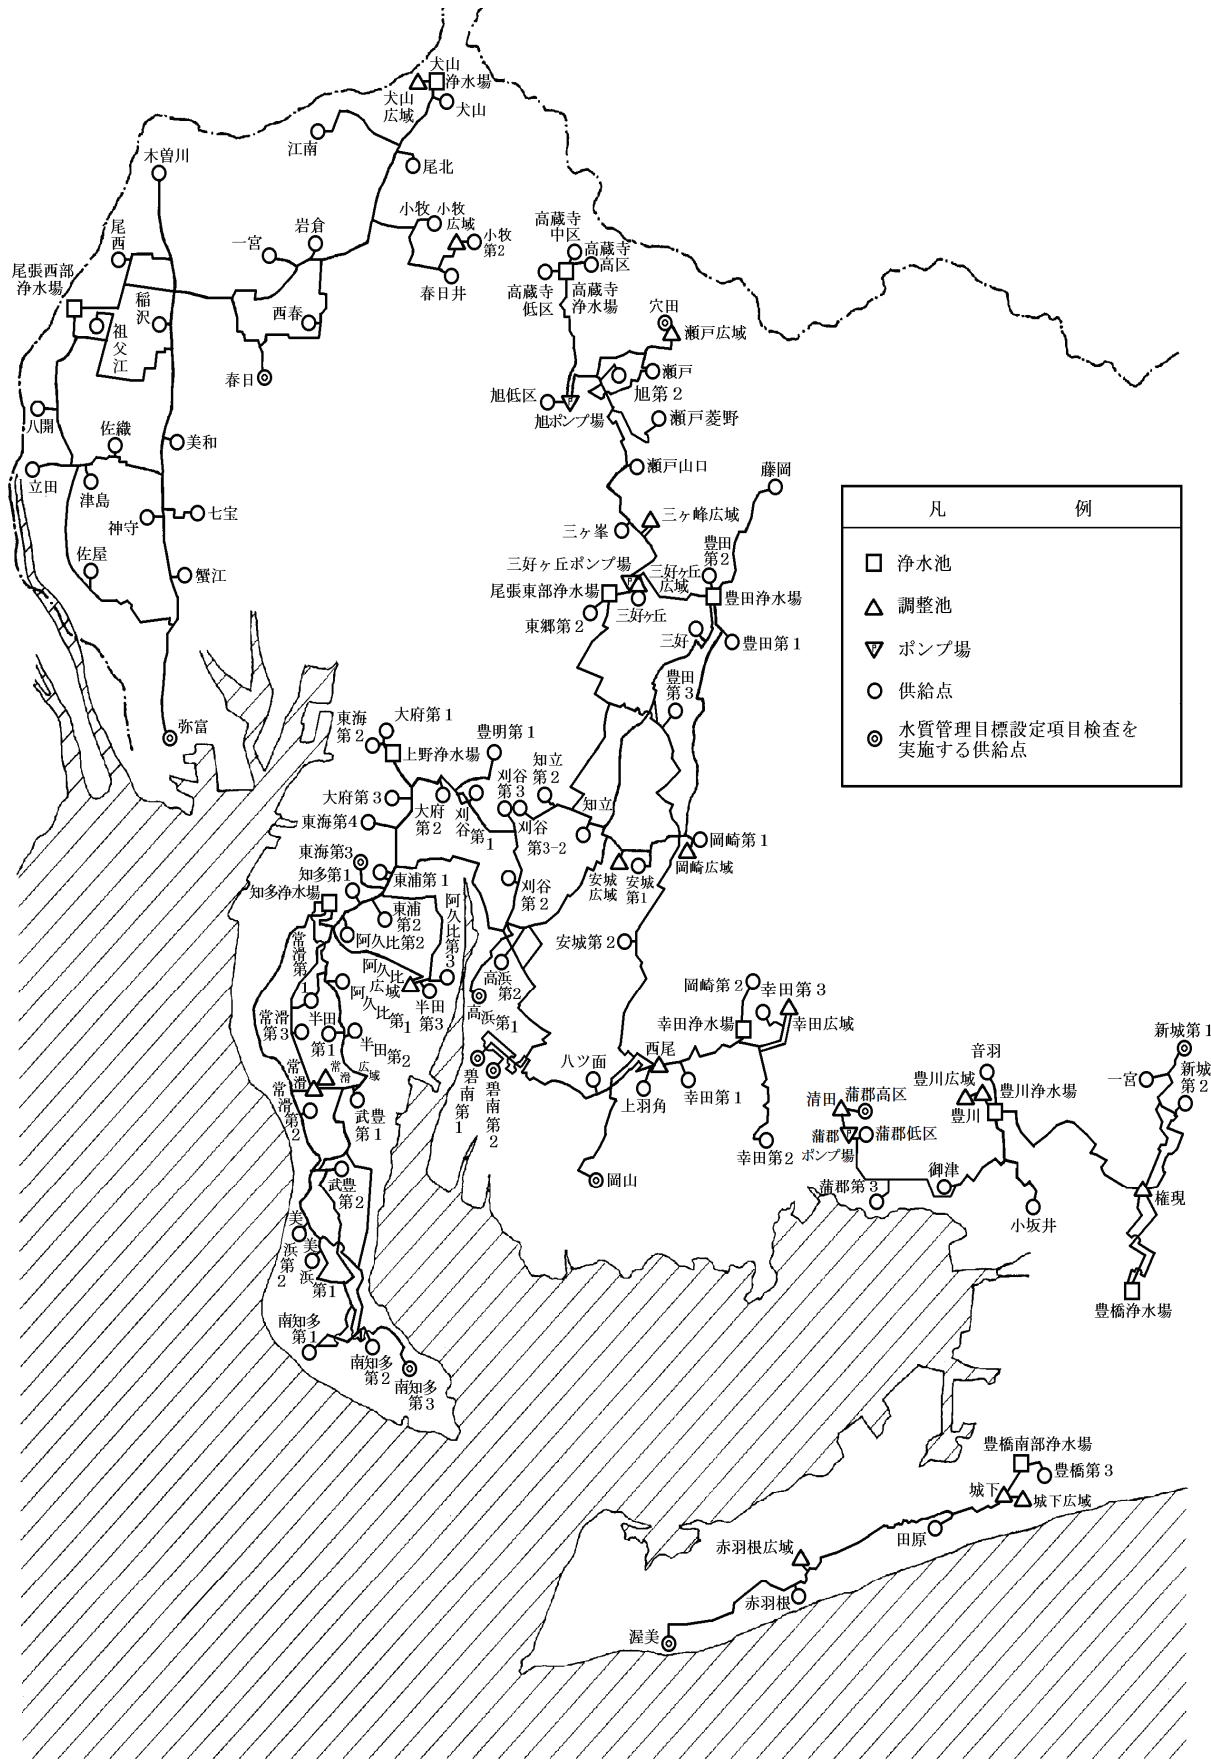 犬山
浄水場
犬山
広域
犬山
江南
尾北
木曽川
尾
西
一宮
岩倉
小牧
小牧
広域
小牧
第2
春日井
尾張西部
浄水場
稲
沢
祖
父
江
西春
春日
高蔵寺
中区
高蔵寺
高区
高蔵寺
低区
高蔵寺
浄水場
穴田
瀬戸広域
瀬戸
旭第2
旭低区
旭ポンプ場
瀬戸菱野
瀬戸山口
藤岡
八開
佐織
美和
立田
津島
神守
七宝
佐屋
蟹江
弥富
三ヶ峯
三ヶ峰広域
三好ヶ丘ポンプ場
豊田
第2
三好ヶ丘
広域
尾張東部浄水場
豊田浄水場
三好ヶ丘
東郷第2
三好
豊田第1
豊田
第3
凡例
浄水池
調整池
P
ポンプ場
供給点
水質管理目標設定項目検査を
実施する供給点
東海
第2
大府第1
上野浄水場
豊明第1
知立
第2
刈谷
第3
大府第3
大府
第2
刈谷
第1
刈谷
第3-2
知立
東海第4
岡崎第1
岡崎広域
東海第3
東浦第1
知多第1
知多浄水場
刈谷
第2
安城
広域
安城
第1
東浦
第2
阿久比第2
阿久比第3
安城第2
常滑第1
阿久比
広域
阿久比第1
半田
第3
高浜
第2
高浜第1
岡崎第2
幸田第3
幸田浄水場
幸田広域
常滑
第3
半田
第1
半田第2
常滑
常滑
広域
常滑第2
武豊
第1
碧南第1
碧南第2
八ツ面
西尾
上羽角
幸田第1
幸田第2
岡山
武豊
第2
美浜第2
美浜第1
南知多
第1
南知多
第2
南知多
第3
清田
蒲郡高区
蒲郡
ポンプ場
蒲郡低区
蒲郡第3
御津
音羽
豊川広域
豊川浄水場
豊川
小坂井
新城第1
一宮
新城
第2
権現
豊橋浄水場
豊橋南部浄水場
豊橋第3
城下
城下広域
田原
赤羽根広域
赤羽根
渥美